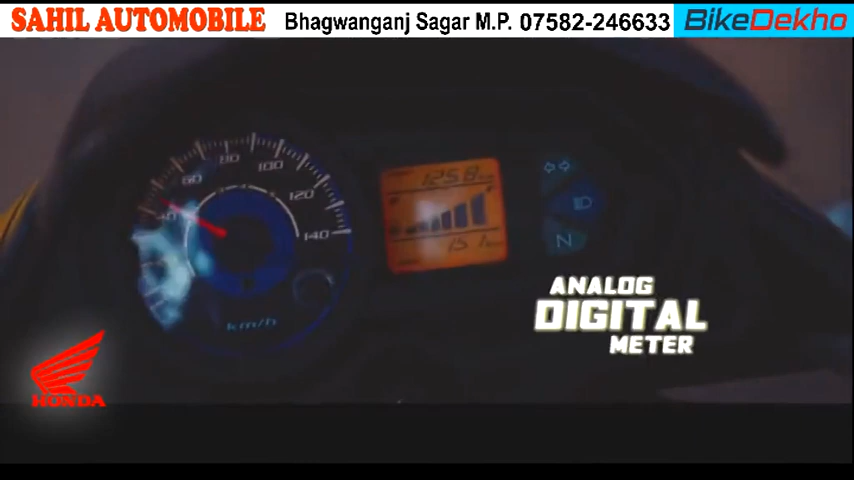 SAHIL AUTOMOBILE Bhagwanganj Sagar M.P. 07582-246633 BikeDekho
60 80 100 120 140
km/h
N
ANALOG
DIGITAL
METER
HONDA